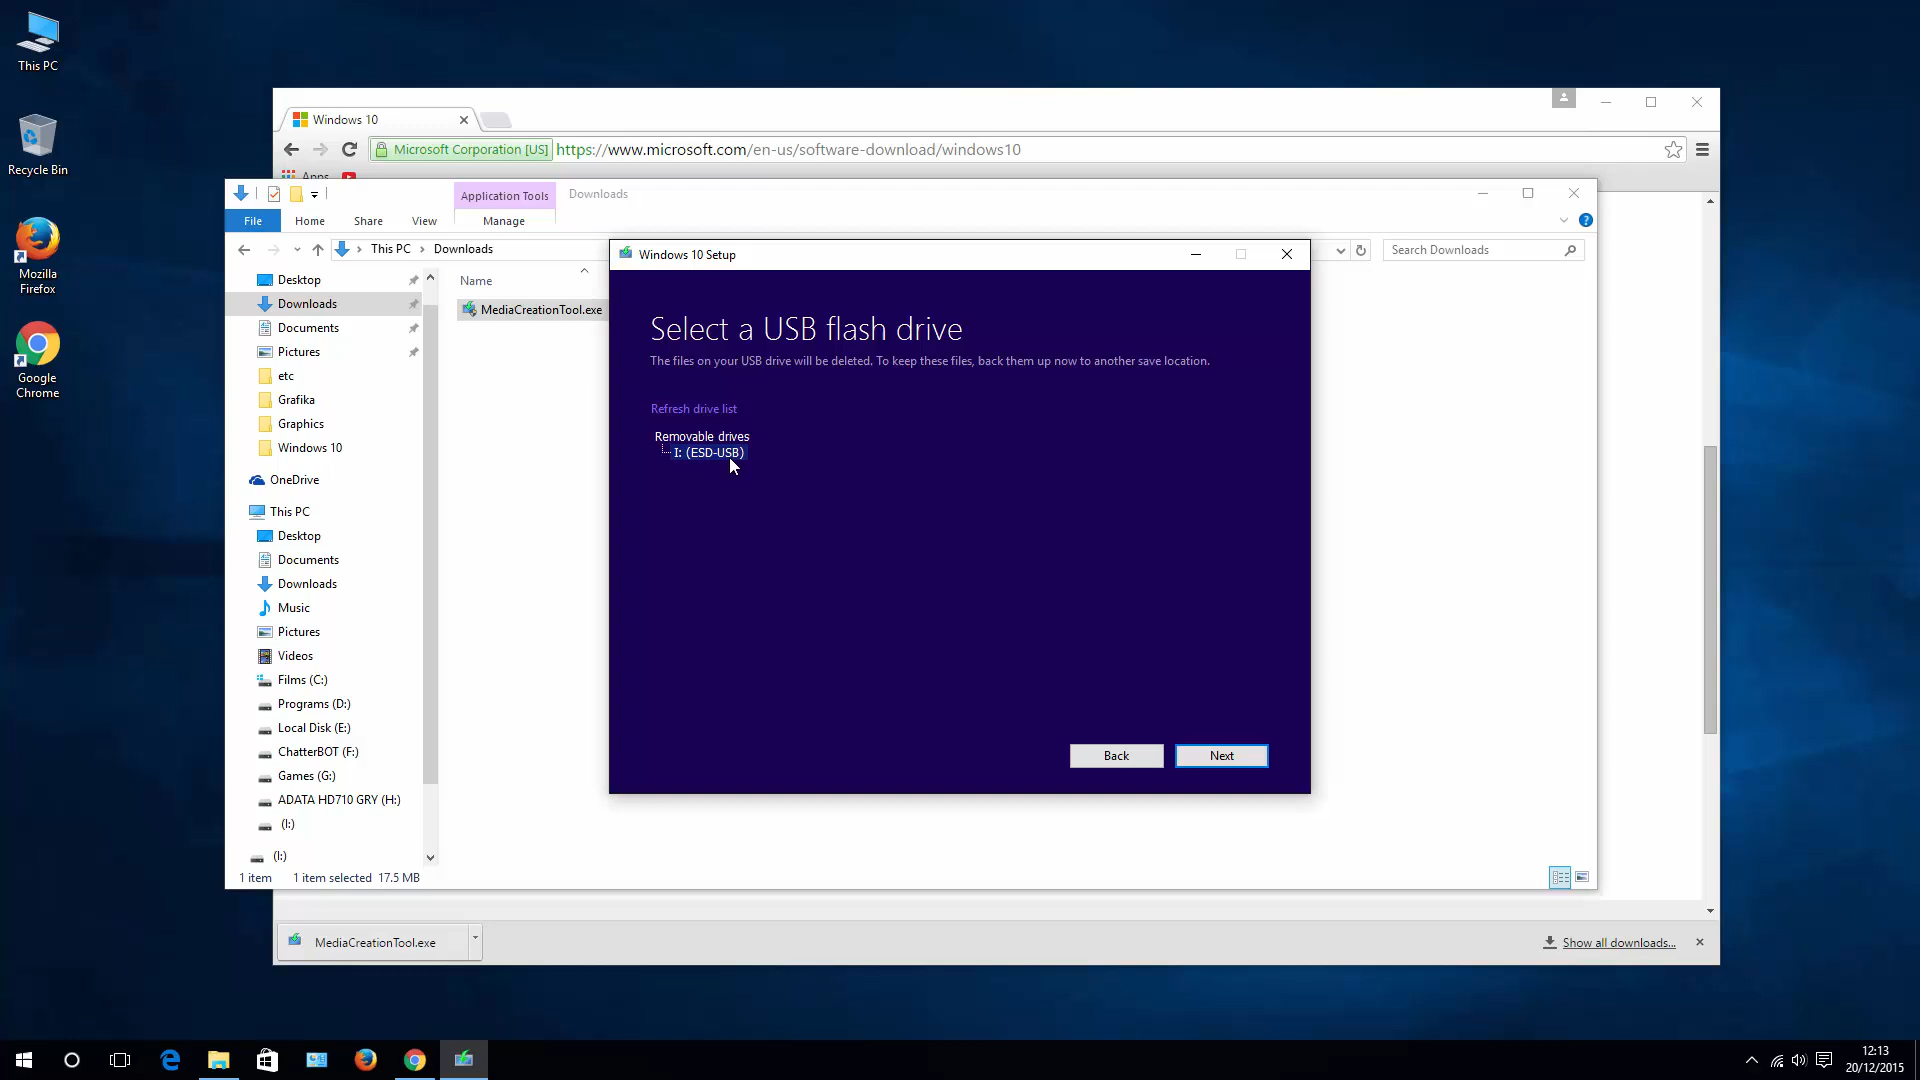 This PC
Recycle Bin
Mozilla
Firefox
Google
Chrome
Windows 10
Microsoft Corporation [US]
https://www.microsoft.com/en-us/software-download/windows10
Apps
Application Tools
Downloads
File
Home
Share
View
Manage
This PC
Downloads
Search Downloads
Desktop
Downloads
Documents
Pictures
etc
Grafika
Graphics
Windows 10
OneDrive
This PC
Desktop
Documents
Downloads
Music
Pictures
Videos
Films (C:)
Programs (D:)
Local Disk (E:)
ChatterBOT (F:)
Games (G:)
ADATA HD710 GRY (H:)
(I:)
(I:)
Name
MediaCreationTool.exe
1 item
1 item selected 17.5 MB
Windows 10 Setup
Select a USB flash drive
The files on your USB drive will be deleted. To keep these files, back them up now to another save location.
Refresh drive list
Removable drives
I: (ESD-USB)
Back
Next
MediaCreationTool.exe
Show all downloads...
12:13
20/12/2015